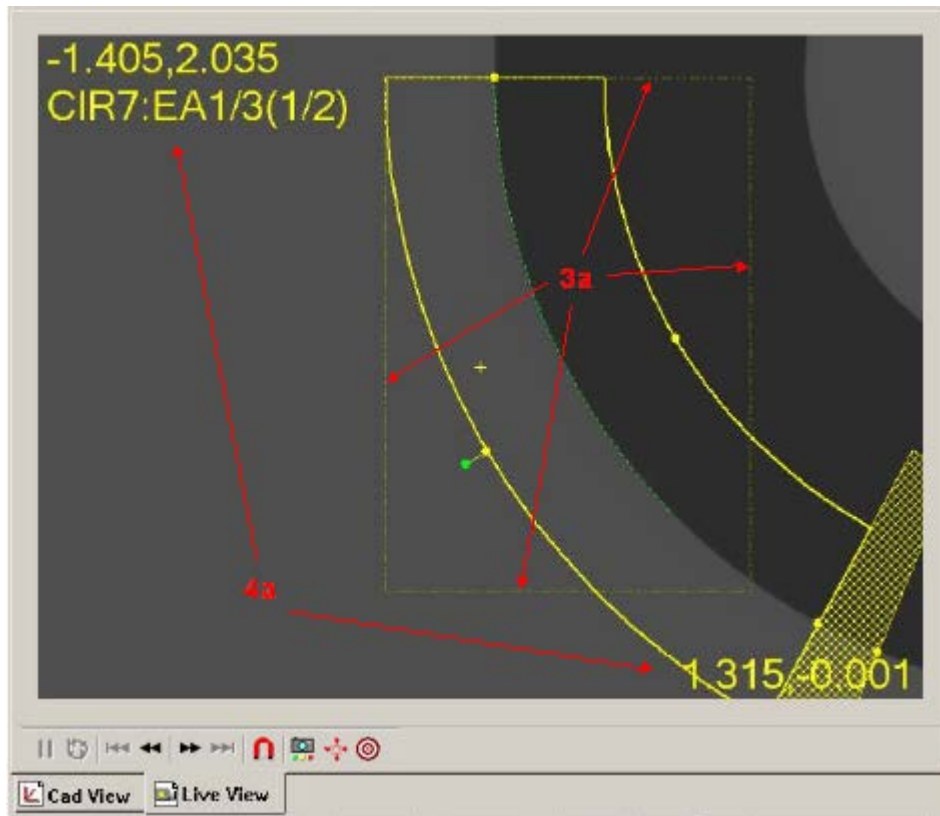 -1.405,2.035
CIR7:EA1/3(1/2)
3a
4a
1.315,-0.001
Cad View
Live View